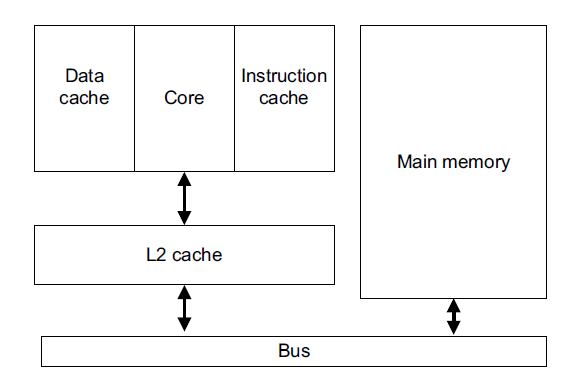 Data
cache
Core
Instruction
cache
Main memory
L2 cache
Bus